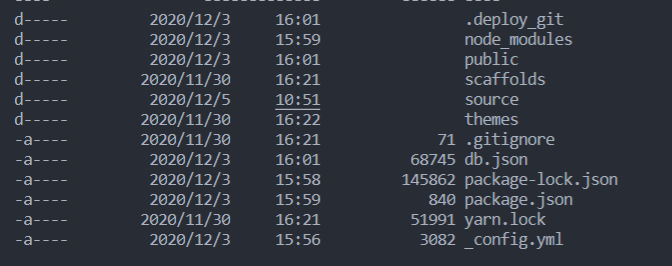 d-----         2020/12/3     16:01                .deploy_git
d-----         2020/12/3     15:59                node_modules
d-----         2020/12/3     16:01                public
d-----        2020/11/30     16:21                scaffolds
d-----         2020/12/5     10:51                source
d-----        2020/11/30     16:22                themes
-a----        2020/11/30     16:21             71 .gitignore
-a----         2020/12/3     16:01          68745 db.json
-a----         2020/12/3     15:58         145862 package-lock.json
-a----         2020/12/3     15:59            840 package.json
-a----        2020/11/30     16:21          51991 yarn.lock
-a----         2020/12/3     15:56           3082 _config.yml